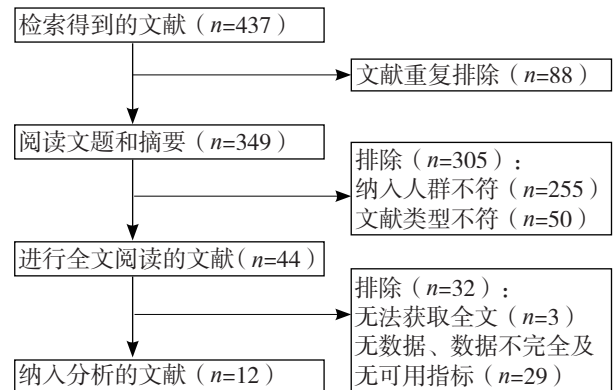 检索得到的文献（n=437）
文献重复排除（n=88）
阅读文题和摘要（n=349）
排除（n=305）：
纳入人群不符（n=255）
文献类型不符（n=50）
进行全文阅读的文献（n=44）
排除（n=32）：
无法获取全文（n=3）
无数据、数据不完全及
无可用指标（n=29）
纳入分析的文献（n=12）